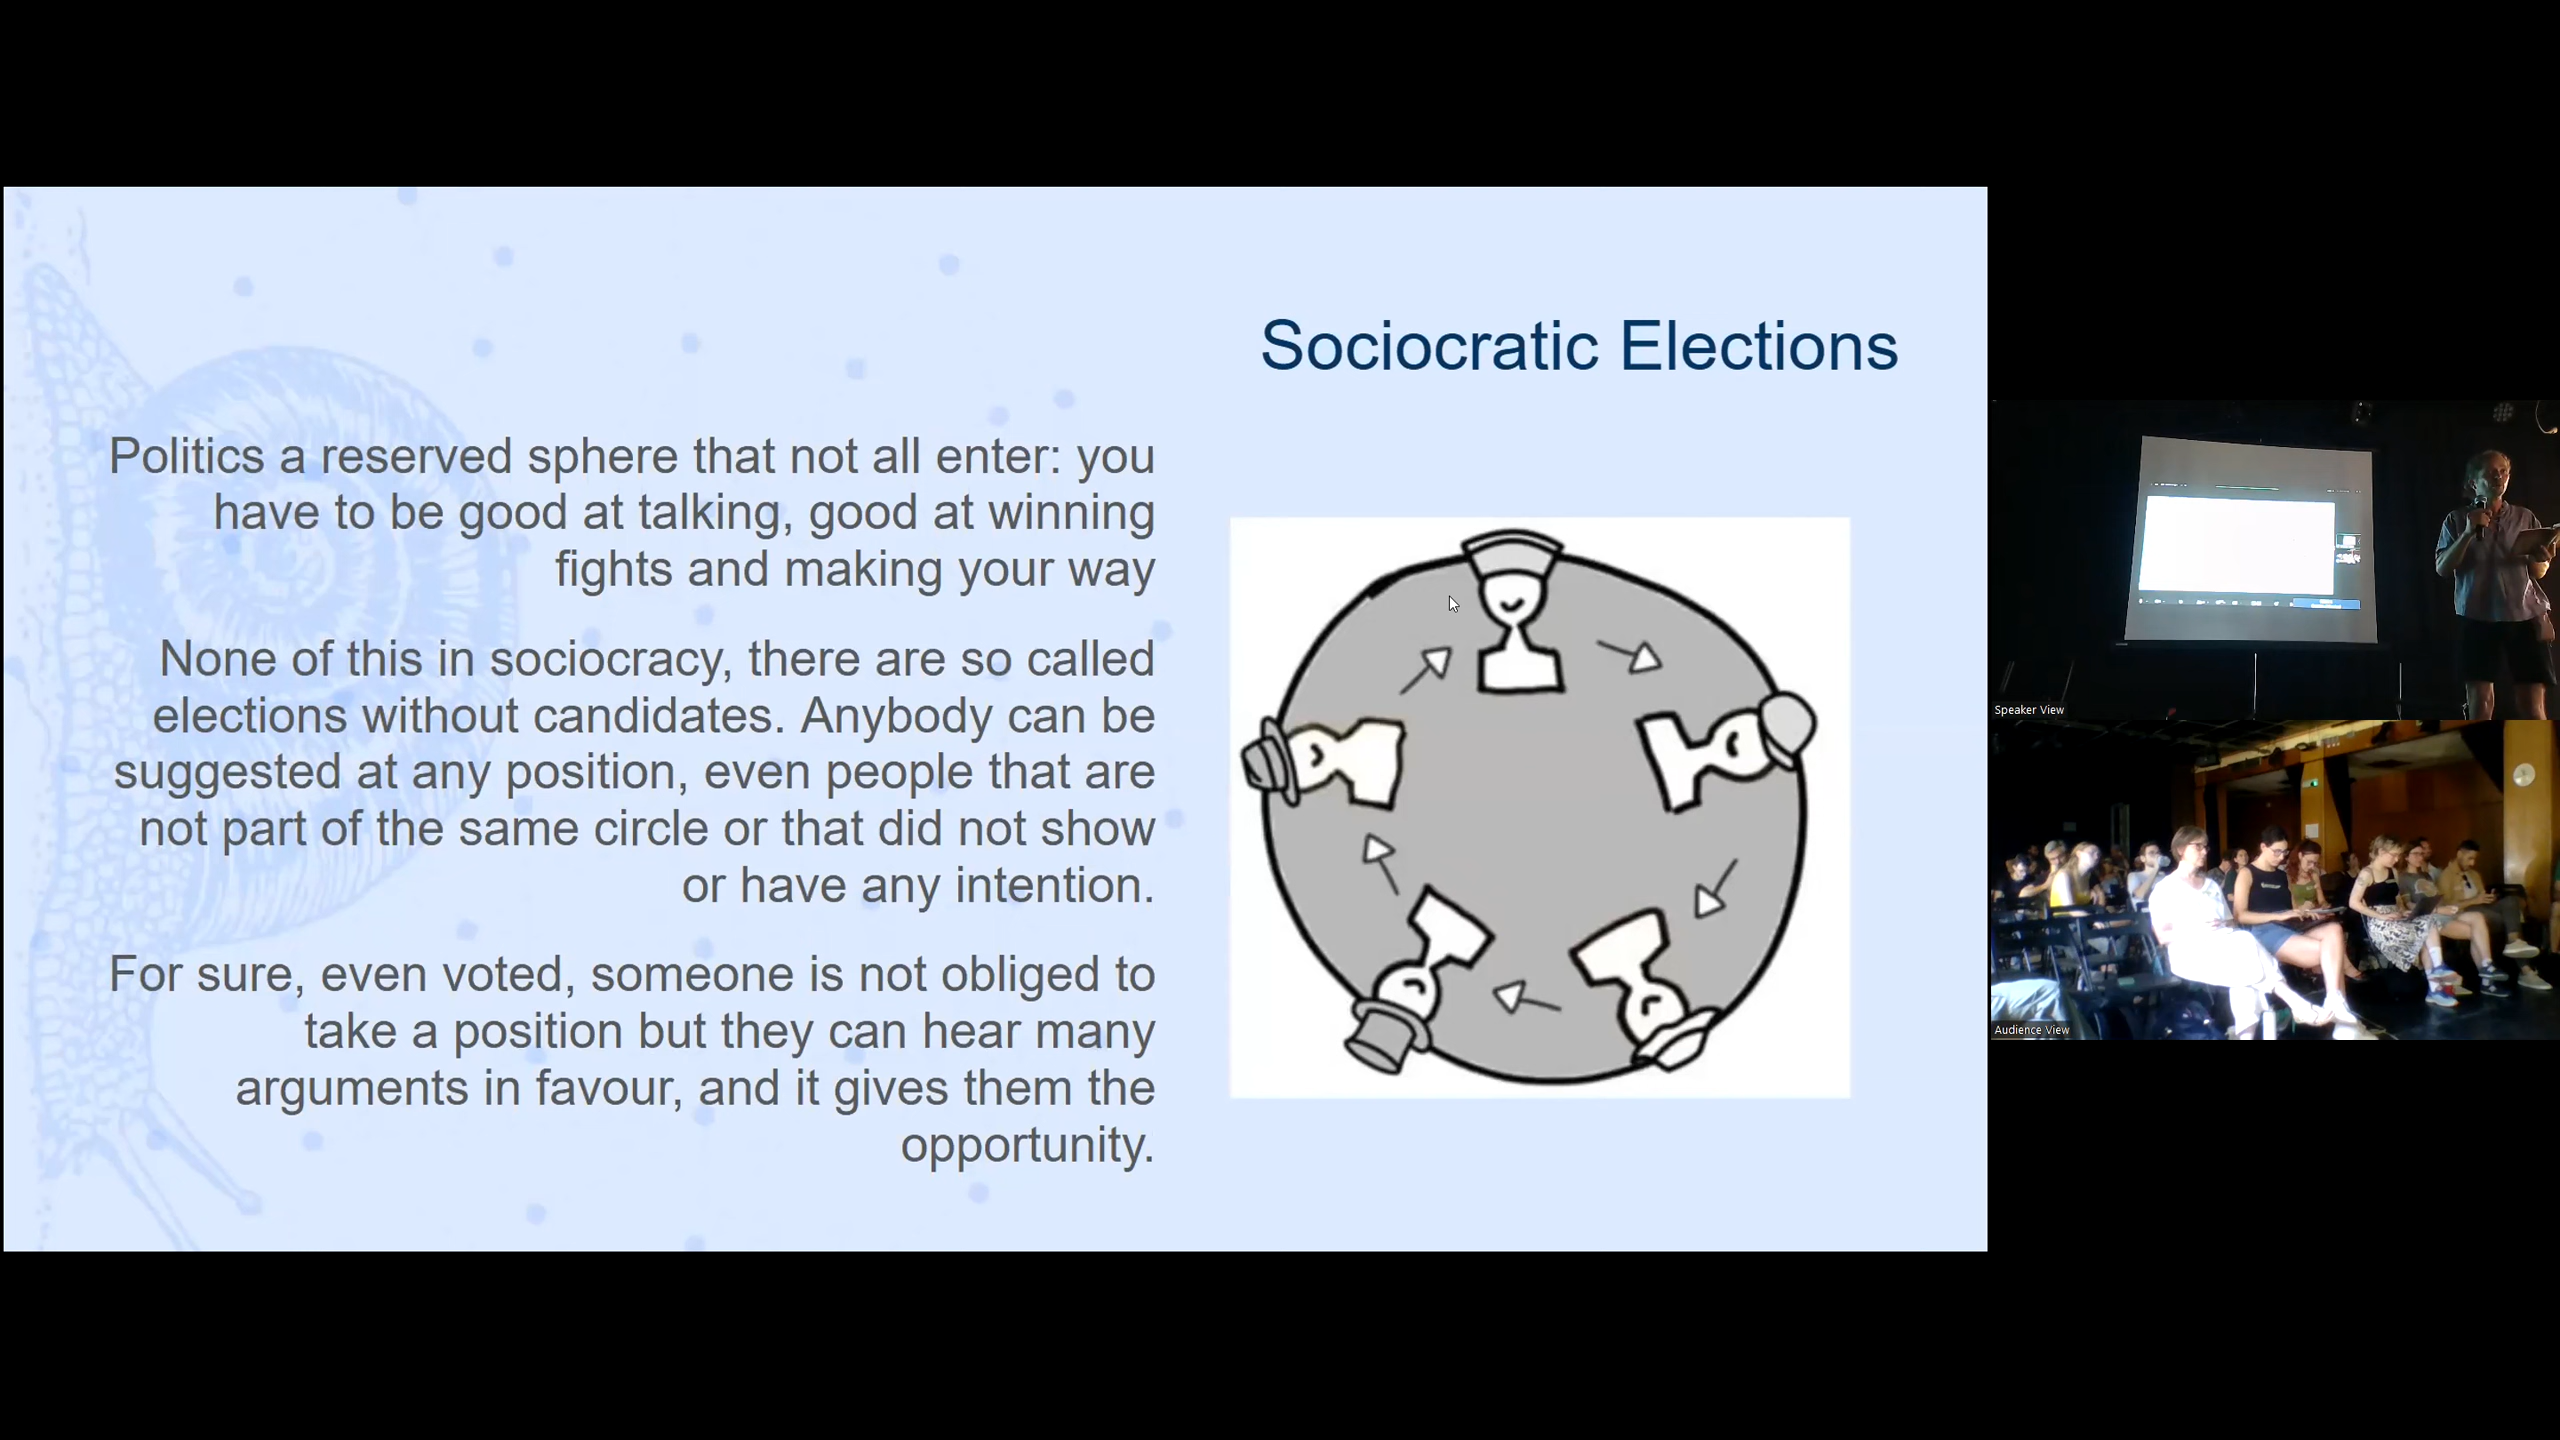 Sociocratic Elections
Politics a reserved sphere that not all enter: you
have to be good at talking, good at winning
fights and making your way
None of this in sociocracy, there are so called
elections without candidates. Anybody can be
suggested at any position, even people that are
not part of the same circle or that did not show
or have any intention.
For sure, even voted, someone is not obliged to
take a position but they can hear many
arguments in favour, and it gives them the
opportunity.
Speaker View
Audience View